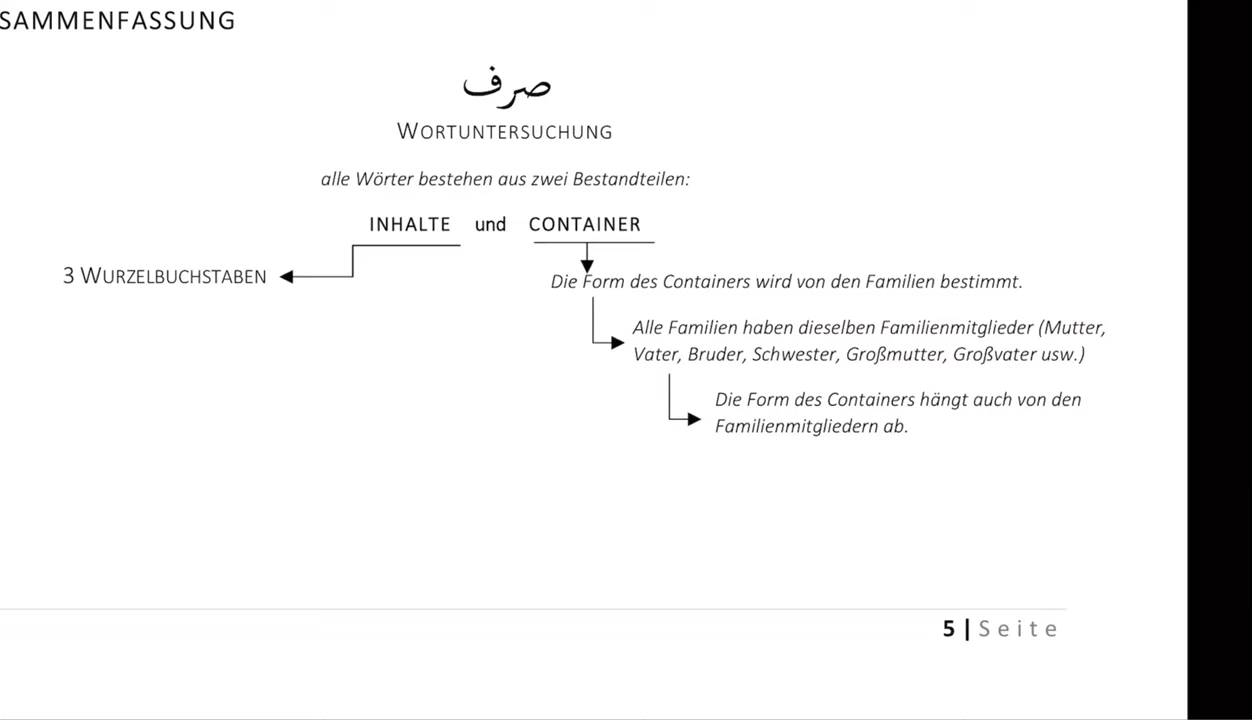 SAMMENFASSUNG
صرف
WORTUNTERSUCHUNG
alle Wörter bestehen aus zwei Bestandteilen:
INHALTE und CONTAINER
3 WURZELBUCHSTABEN
Die Form des Containers wird von den Familien bestimmt.
Alle Familien haben dieselben Familienmitglieder (Mutter,
Vater, Bruder, Schwester, Großmutter, Großvater usw.)
Die Form des Containers hängt auch von den
Familienmitgliedern ab.
5 | Seite